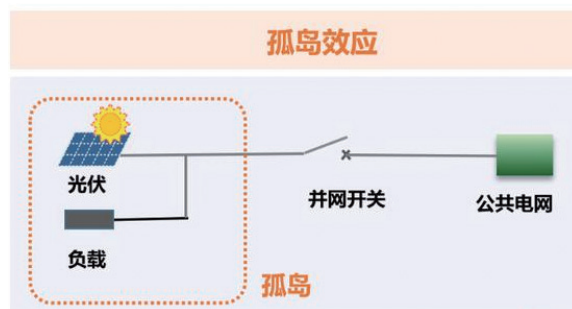 孤岛效应
光伏
并网开关
公共电网
负载
孤岛